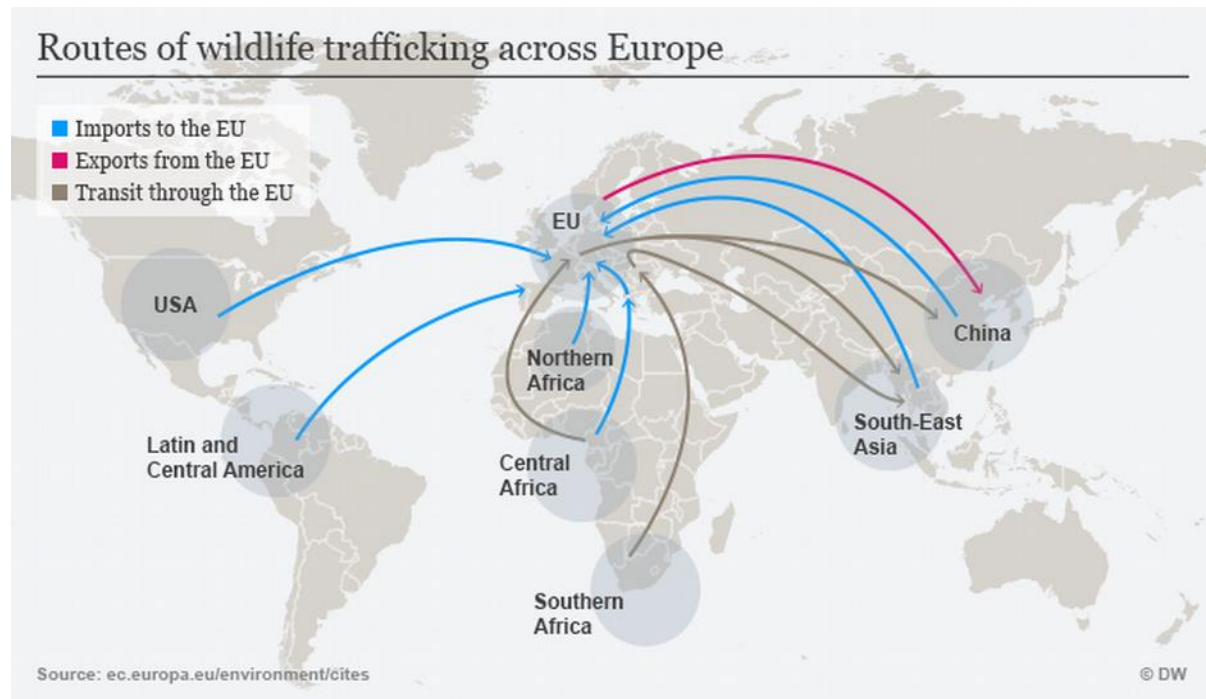 Routes of wildlife trafficking across Europe
Imports to the EU
Exports from the EU
Transit through the EU
EU
USA
China
Northern
Africa
South-East
Asia
Latin and
Central America
Central
Africa
Southern
Africa
Source: ec.europa.eu/environment/cites
© DW